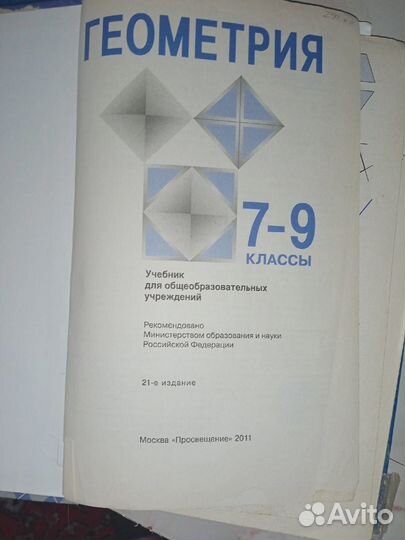 ГЕОМЕТРИЯ
7-9
КЛАССЫ
Учебник
для общеобразовательных
учреждений
Рекомендовано
Министерством образования и науки
Российской Федерации
21-е издание
Москва «Просвещение» 2011
Avito